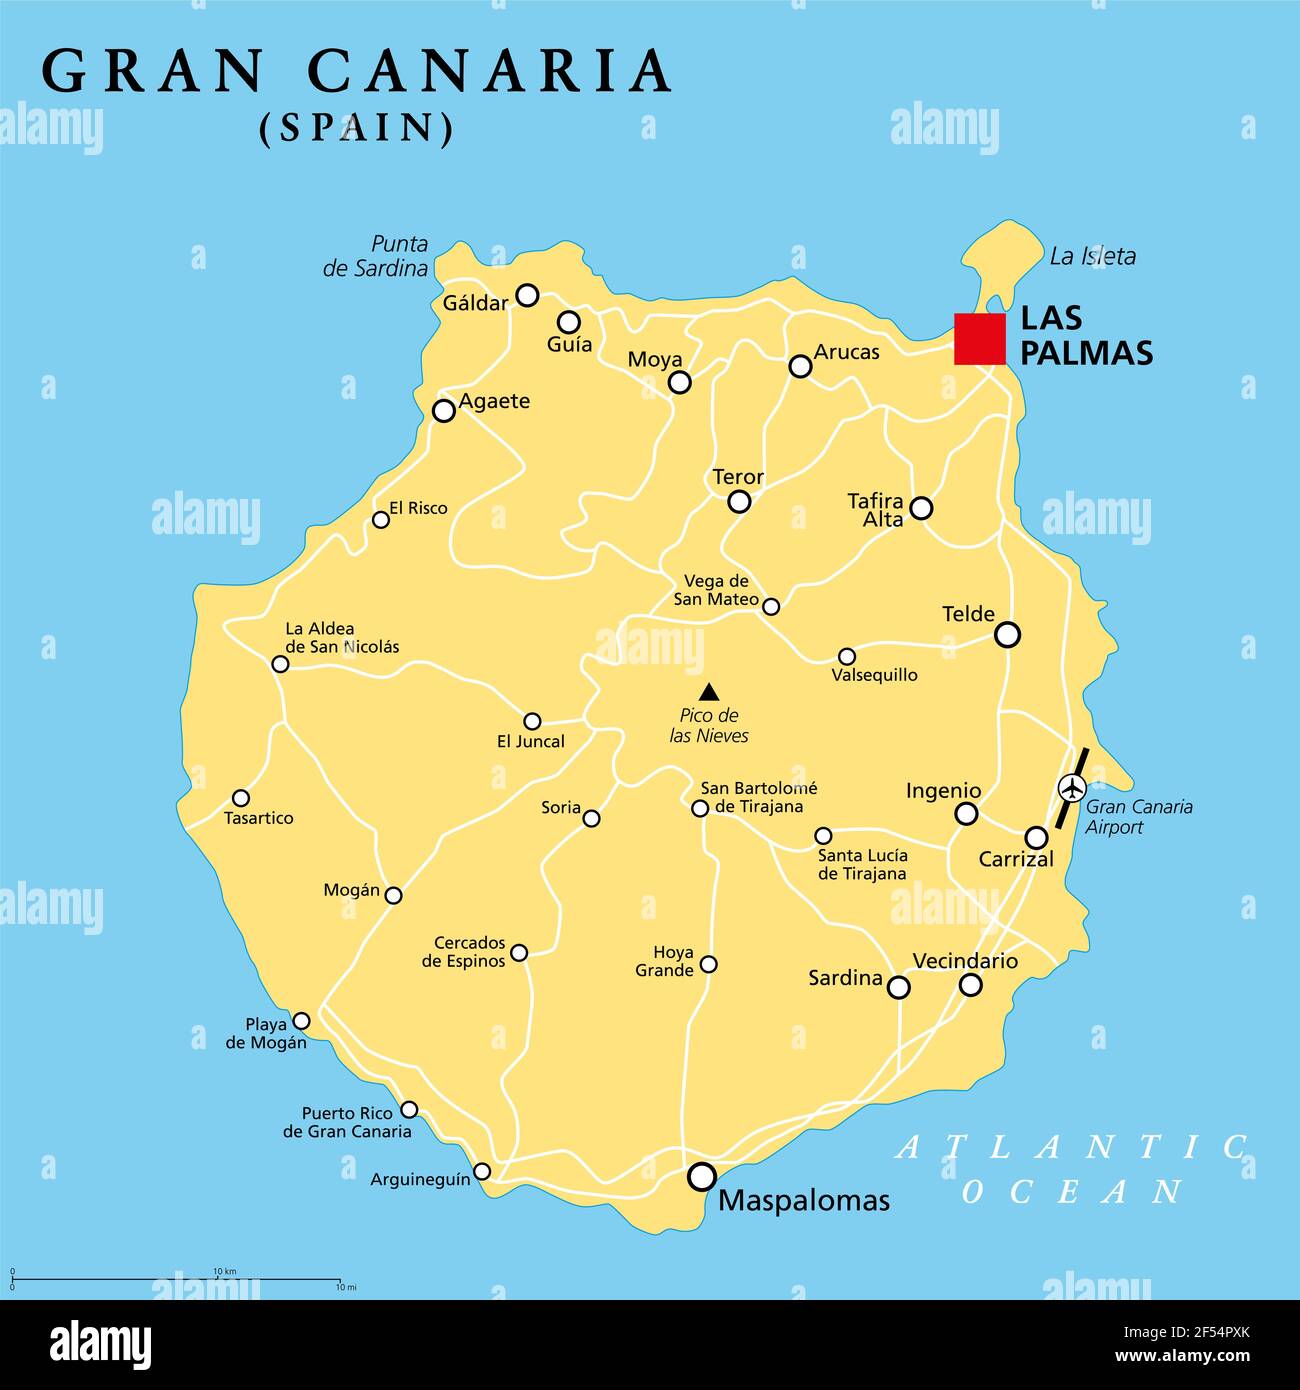 GRAN CANARIA
(SPAIN)
Punta
de Sardina
La Isleta
Gáldar
LAS
PALMAS
Guía
Moya
Arucas
Agaete
Teror
Tafira
Alta
El Risco
Vega de
San Mateo
Telde
La Aldea
de San Nicolás
Valsequillo
Pico de
las Nieves
El Juncal
San Bartolomé
de Tirajana
Ingenio
Soria
Gran Canaria
Airport
Tasartico
Santa Lucía
de Tirajana
Carrizal
Mogán
Cercados
de Espinos
Hoya
Grande
Vecindario
Sardina
Playa
de Mogán
Puerto Rico
de Gran Canaria
ATLANTIC
OCEAN
Arguineguín
Maspalomas
0 10 km
0 10 mi
alamy
a
alamy
Image ID: 2F54PXK
www.alamy.com